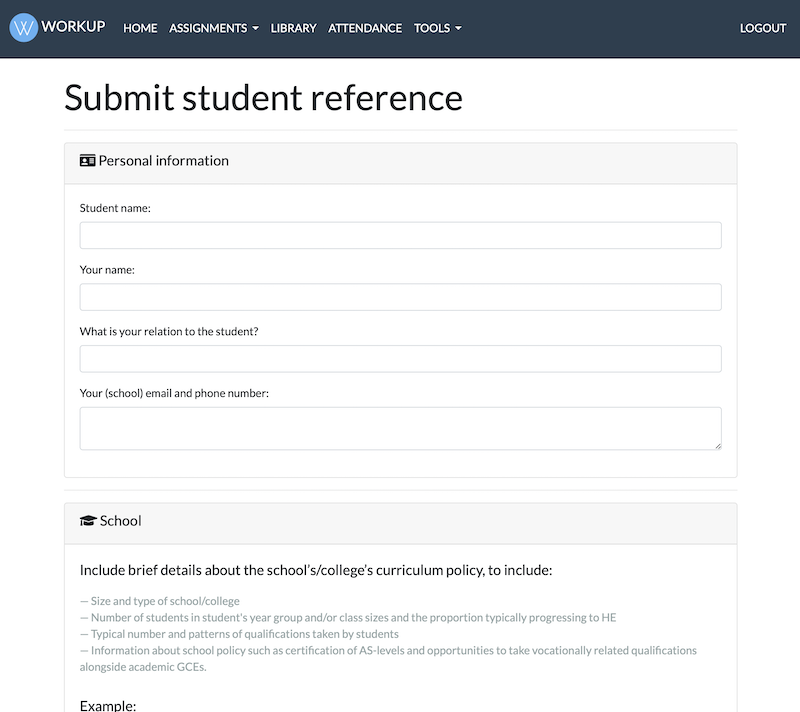 WORKUP HOME ASSIGNMENTS LIBRARY ATTENDANCE TOOLS LOGOUT
Submit student reference
Personal information
Student name:
Your name:
What is your relation to the student?
Your (school) email and phone number:
School
Include brief details about the school's/college's curriculum policy, to include:
— Size and type of school/college
— Number of students in student's year group and/or class sizes and the proportion typically progressing to HE
— Typical number and patterns of qualifications taken by students
— Information about school policy such as certification of AS-levels and opportunities to take vocationally related qualifications
alongside academic GCEs.
Example: